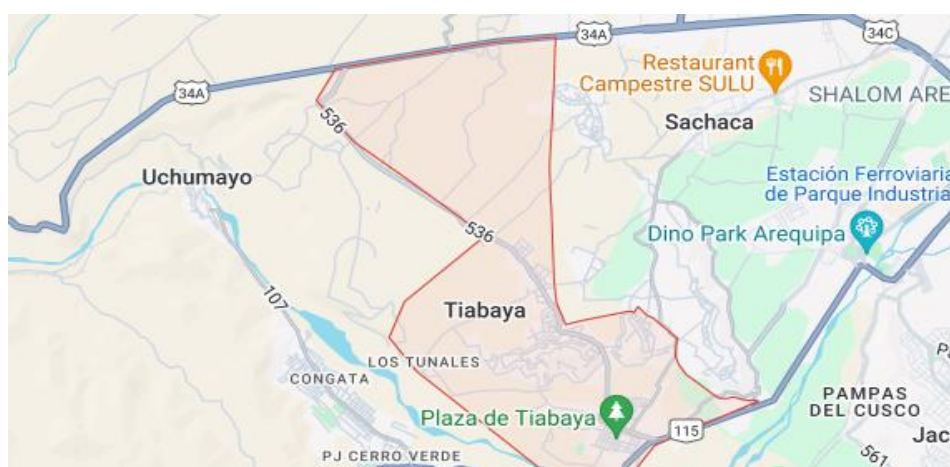 34A
34C
Restaurant
Campestre SULU
34A
SHALOM ARE
536
Sachaca
Uchumayo
Estación Ferroviaria
de Parque Industria
536
Dino Park Arequipa
107
Tiabaya
LOS TUNALES
CONGATA
PAMPAS
DEL CUSCO
Plaza de Tiabaya
115
Jac
PJ CERRO VERDE
561